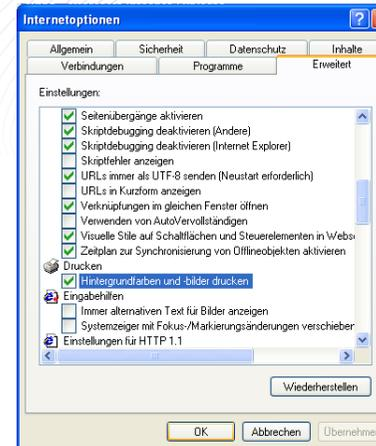 Internetoptionen
Allgemein Sicherheit Datenschutz Inhalte
Verbindungen Programme Erweitert
Einstellungen:
Seitenübergänge aktivieren
Skriptdebugging deaktivieren (Andere)
Skriptdebugging deaktivieren (Internet Explorer)
Skriptfehler anzeigen
URLs immer als UTF-8 senden (Neustart erforderlich)
URLs in Kurzform anzeigen
Verknüpfungen im gleichen Fenster öffnen
Verwenden von AutoVervollständigen
Visuelle Stile auf Schaltflächen und Steuerelementen in Webse
Zeitplan zur Synchronisierung von Offlineobjekten aktivieren
Drucken
Hintergrundfarben und -bilder drucken
Eingabehilfen
Immer alternativen Text für Bilder anzeigen
Systemzeiger mit Fokus-/Markierungsänderungen verschieben
Einstellungen für HTTP 1.1
Wiederherstellen
OK Abbrechen Übernehmen